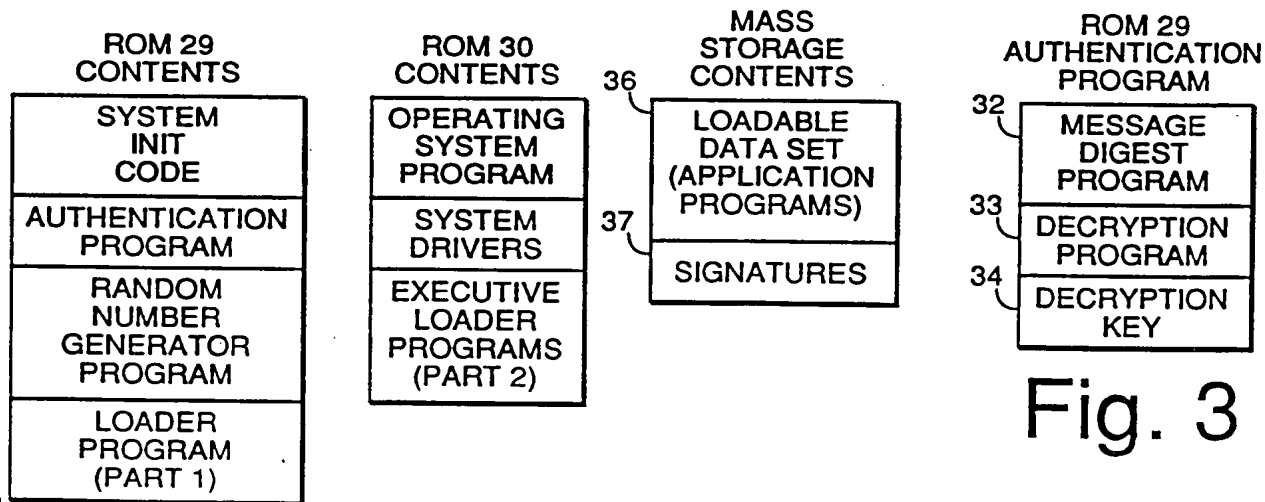 ROM 29
CONTENTS
SYSTEM
INIT
CODE
AUTHENTICATION
PROGRAM
RANDOM
NUMBER
GENERATOR
PROGRAM
LOADER
PROGRAM
(PART 1)
ROM 30
CONTENTS
OPERATING
SYSTEM
PROGRAM
SYSTEM
DRIVERS
EXECUTIVE
LOADER
PROGRAMS
(PART 2)
MASS
STORAGE
CONTENTS
36
LOADABLE
DATA SET
(APPLICATION
PROGRAMS)
37
SIGNATURES
ROM 29
AUTHENTICATION
PROGRAM
32
MESSAGE
DIGEST
PROGRAM
33
DECRYPTION
PROGRAM
34
DECRYPTION
KEY
Fig. 3